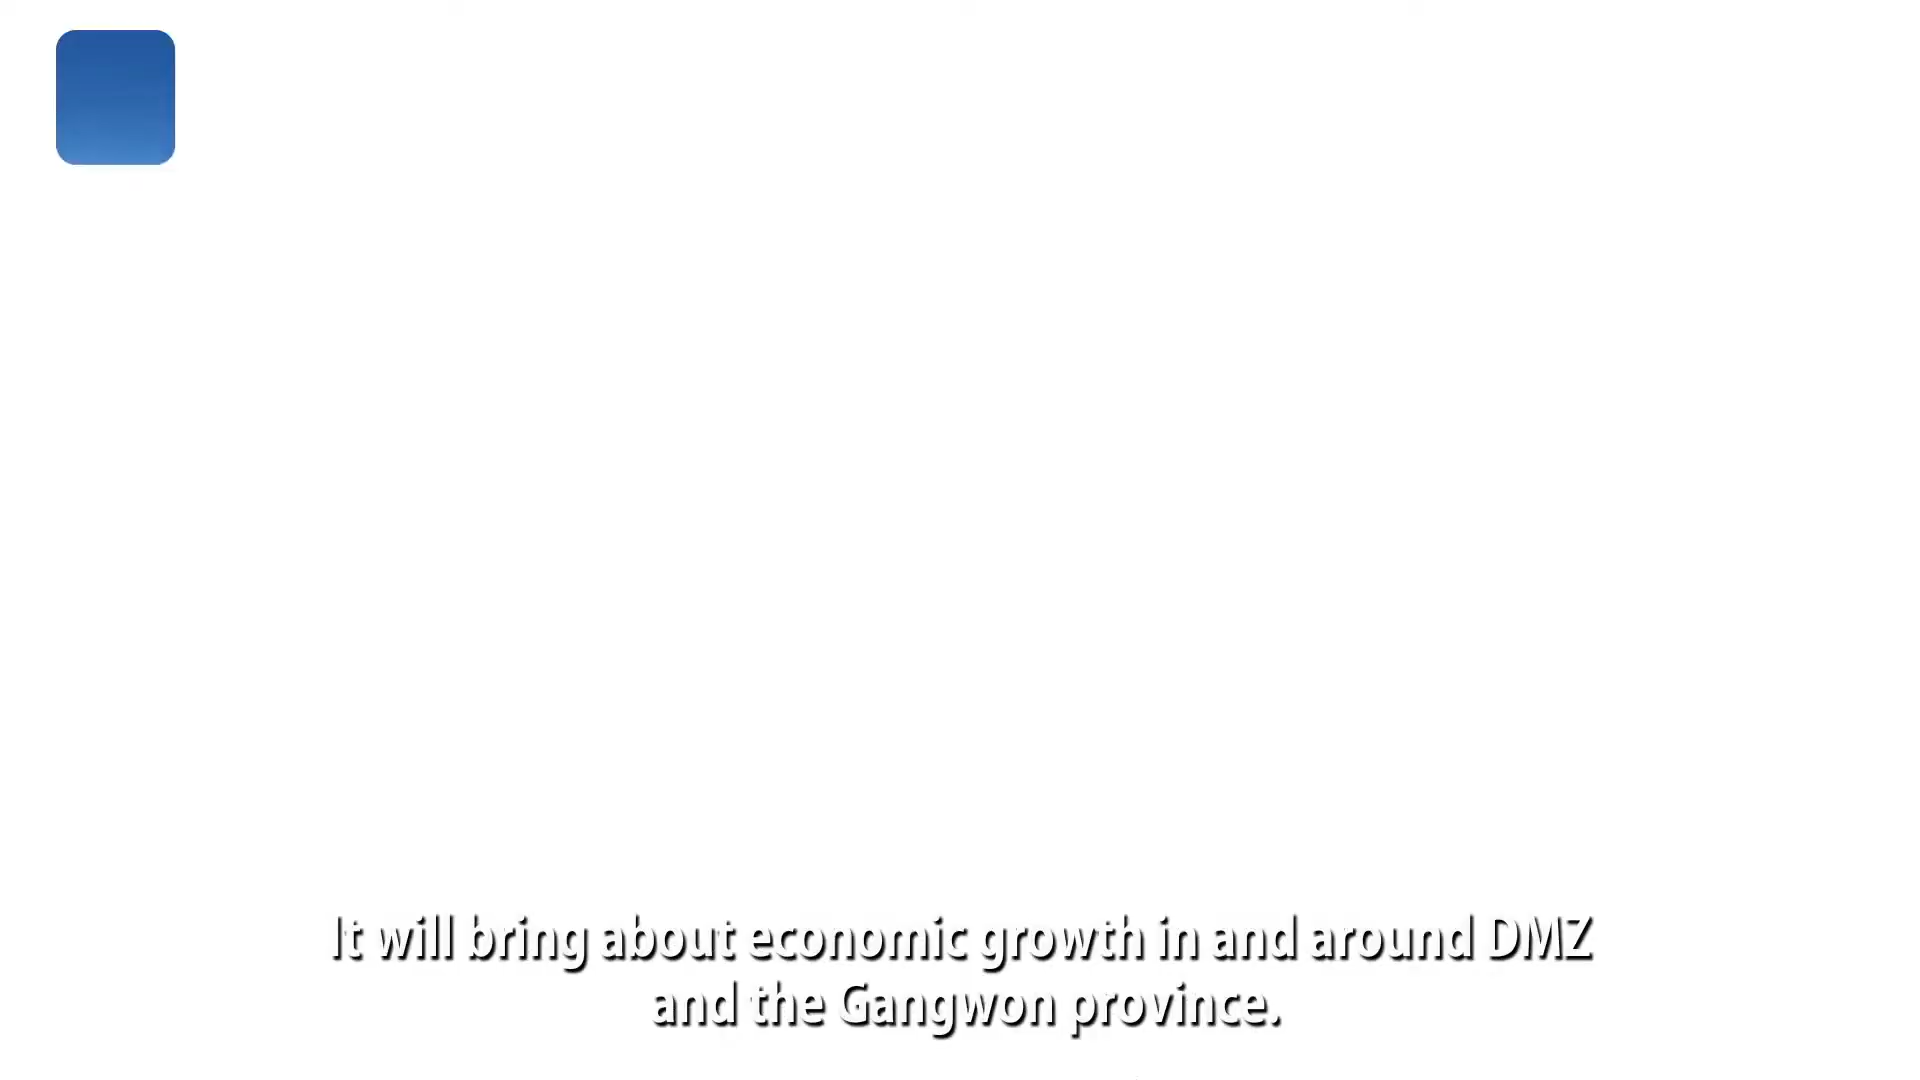 It will bring about economic growth in and around DMZ
and the Gangwon province.